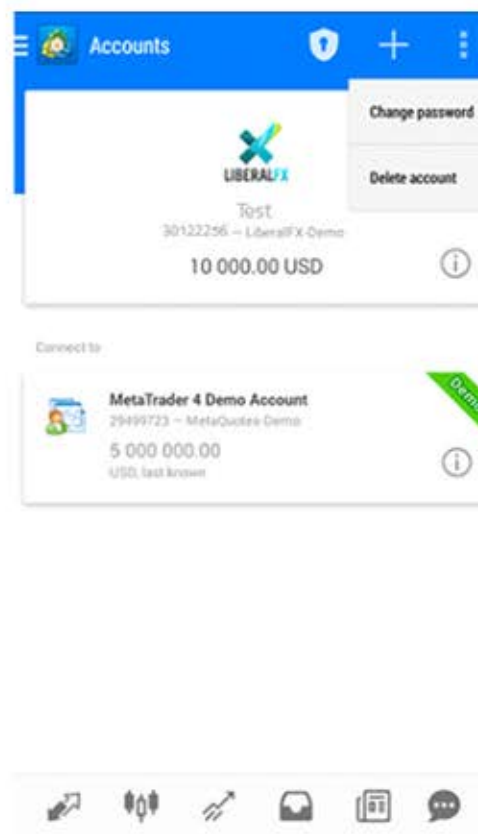 Accounts
Change password
Delete account
LIBERALFX
Test
30122256 – LiberalFX-Demo
10 000.00 USD
Connect to
MetaTrader 4 Demo Account
29499723 – MetaQuotes-Demo
5 000 000.00
USD, last known
Demo